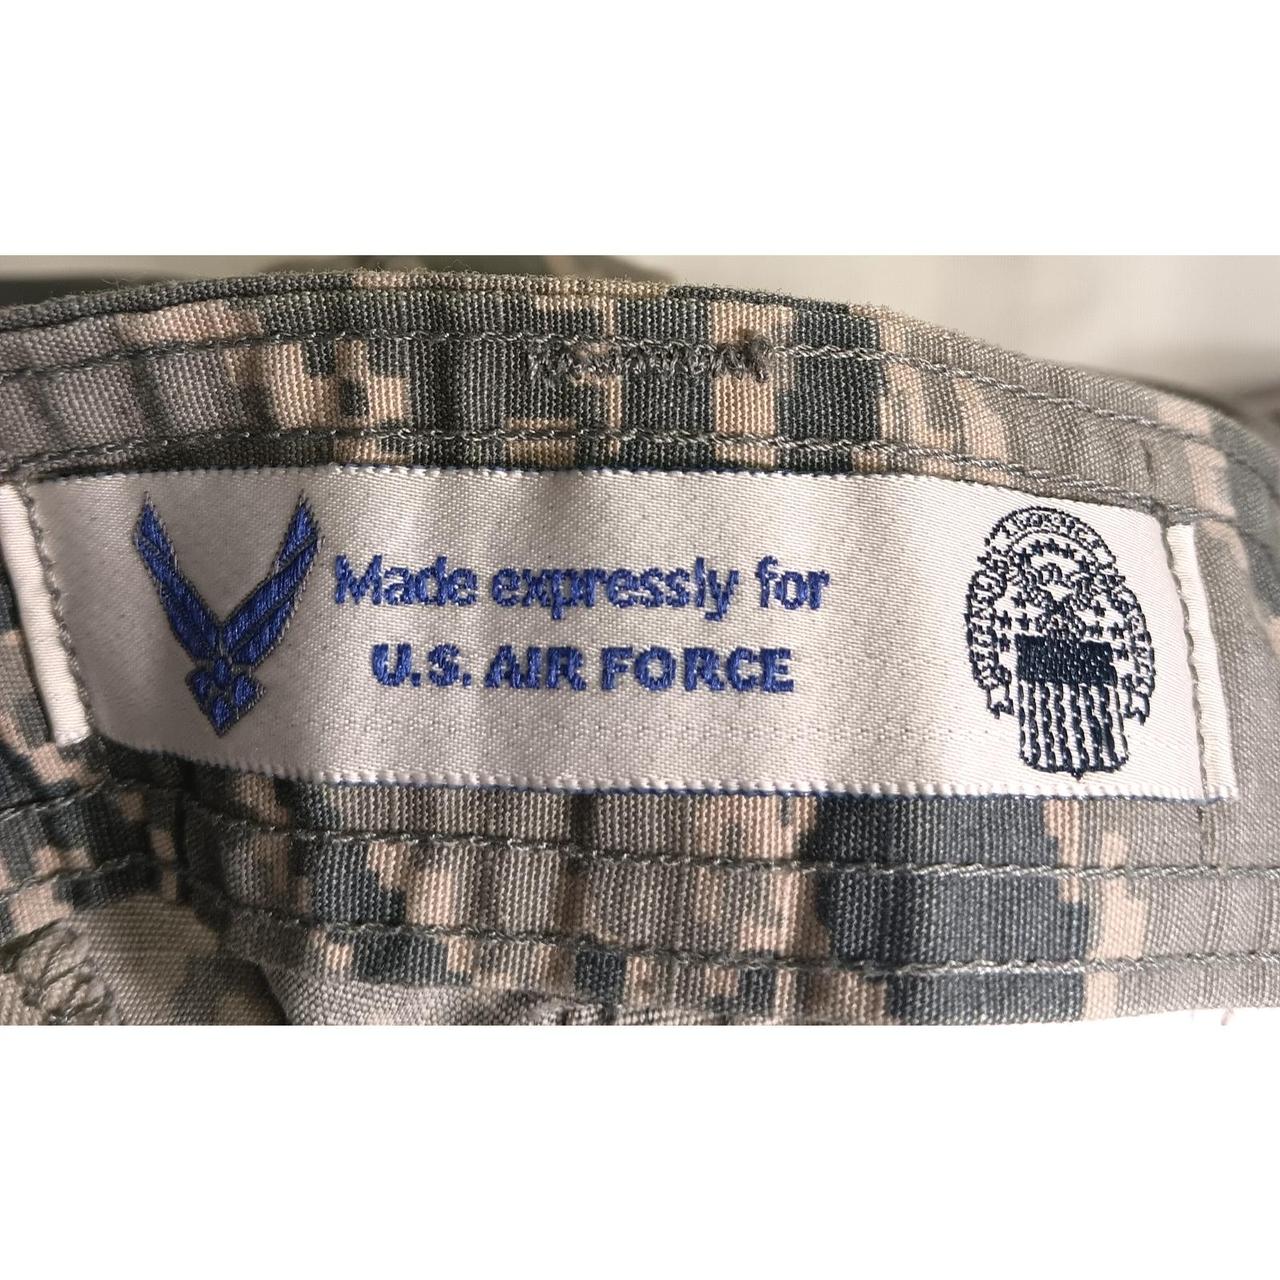 Made expressly for
U.S. AIR FORCE